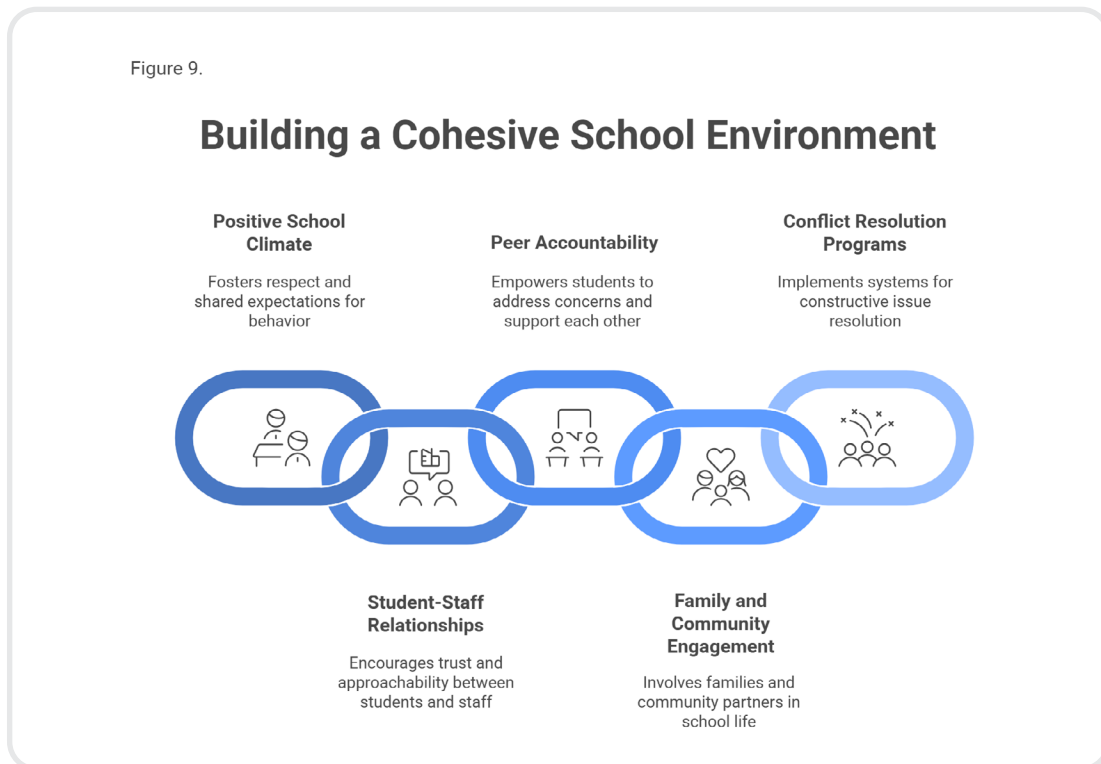 Figure 9.
Building a Cohesive School Environment
Positive School
Climate
Fosters respect and
shared expectations for
behavior
Peer Accountability
Empowers students to
address concerns and
support each other
Conflict Resolution
Programs
Implements systems for
constructive issue
resolution
Student-Staff
Relationships
Encourages trust and
approachability between
students and staff
Family and
Community
Engagement
Involves families and
community partners in
school life